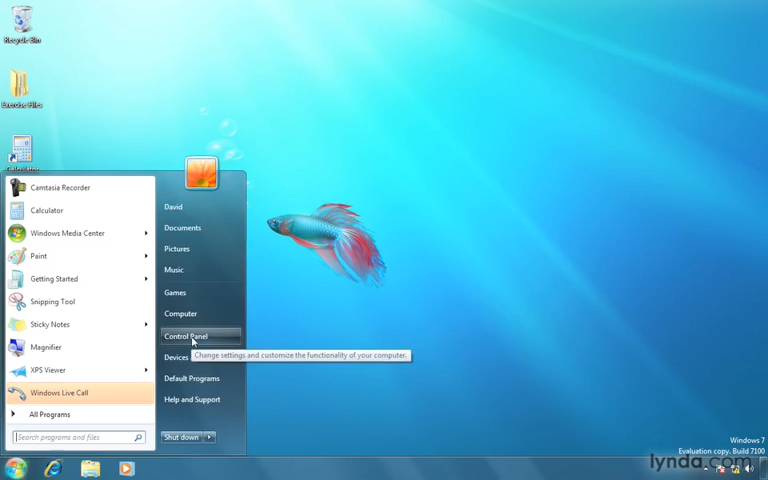 Recycle Bin
Exercise Files
Calculator
Camtasia Recorder
Calculator
Windows Media Center
Paint
Getting Started
Snipping Tool
Sticky Notes
Magnifier
XPS Viewer
Windows Live Call
All Programs
Search programs and files
David
Documents
Pictures
Music
Games
Computer
Control Panel
Devices
Change settings and customize the functionality of your computer.
Default Programs
Help and Support
Shut down
Windows 7
Evaluation copy. Build 7100
lynda.com